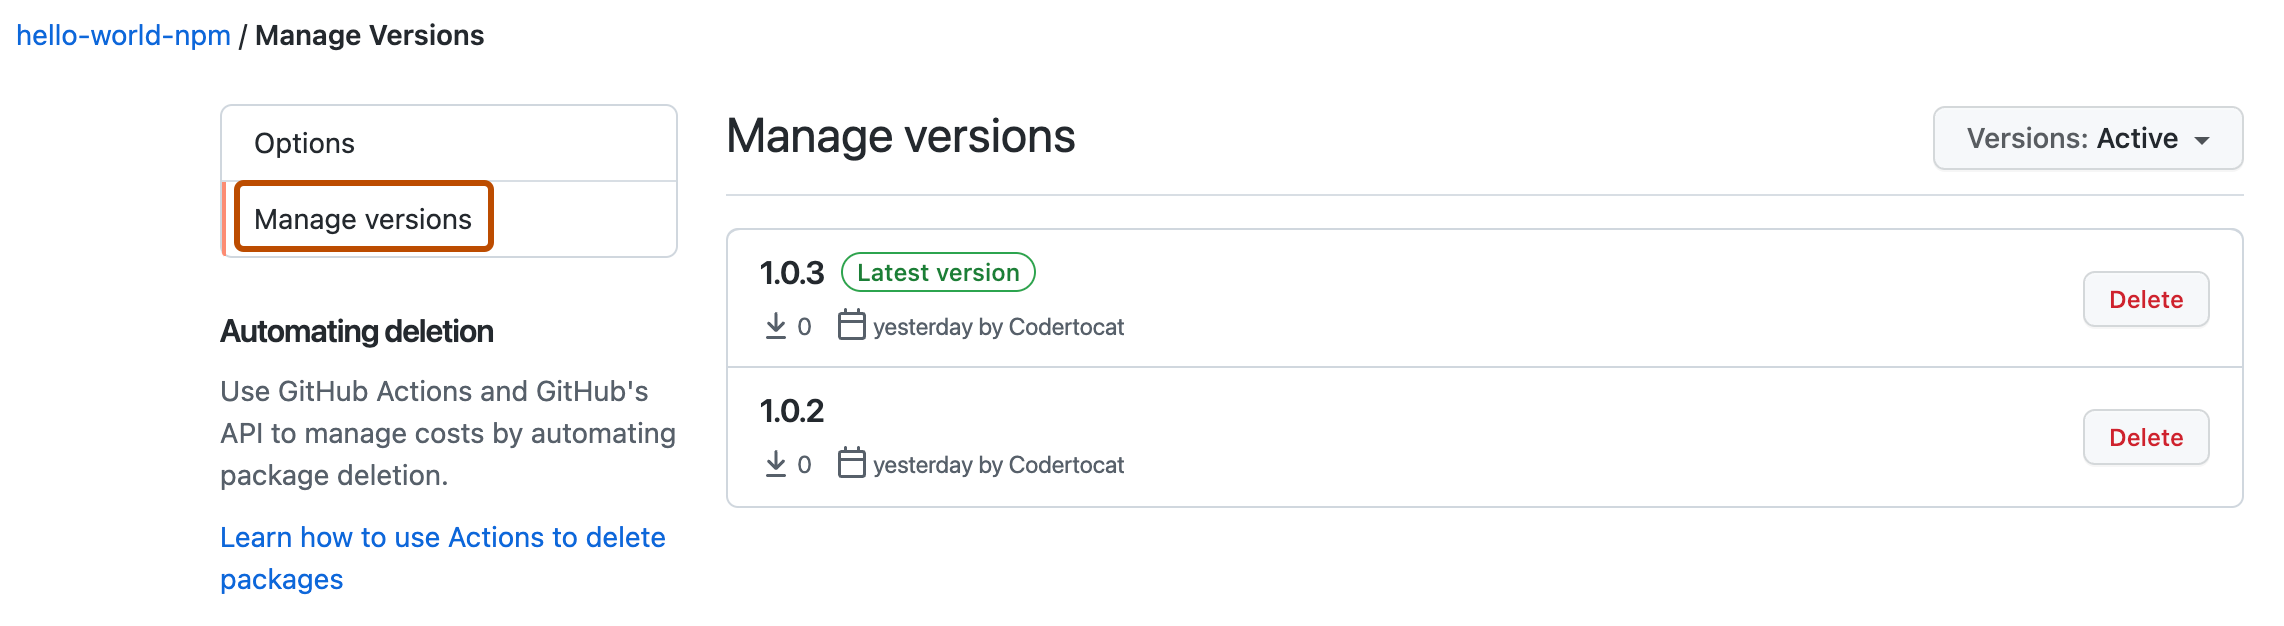 hello-world-npm / Manage Versions
Options
Manage versions
Automating deletion
Use GitHub Actions and GitHub's
API to manage costs by automating
package deletion.
Learn how to use Actions to delete
packages
Manage versions
Versions: Active
1.0.3 Latest version
0 yesterday by Codertocat
Delete
1.0.2
0 yesterday by Codertocat
Delete